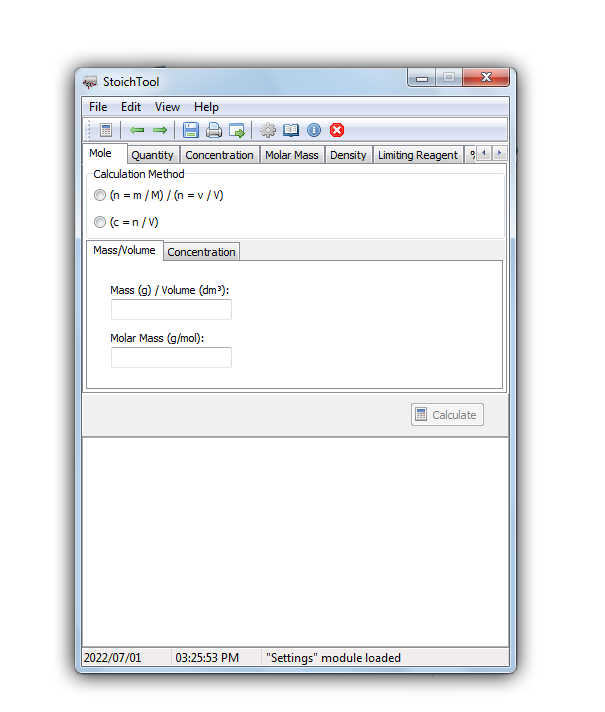 StoichTool
File Edit View Help
Mole Quantity Concentration Molar Mass Density Limiting Reagent
Calculation Method
(n = m / M) / (n = v / V)
(c = n / V)
Mass/Volume Concentration
Mass (g) / Volume (dm³):
Molar Mass (g/mol):
Calculate
2022/07/01 03:25:53 PM "Settings" module loaded